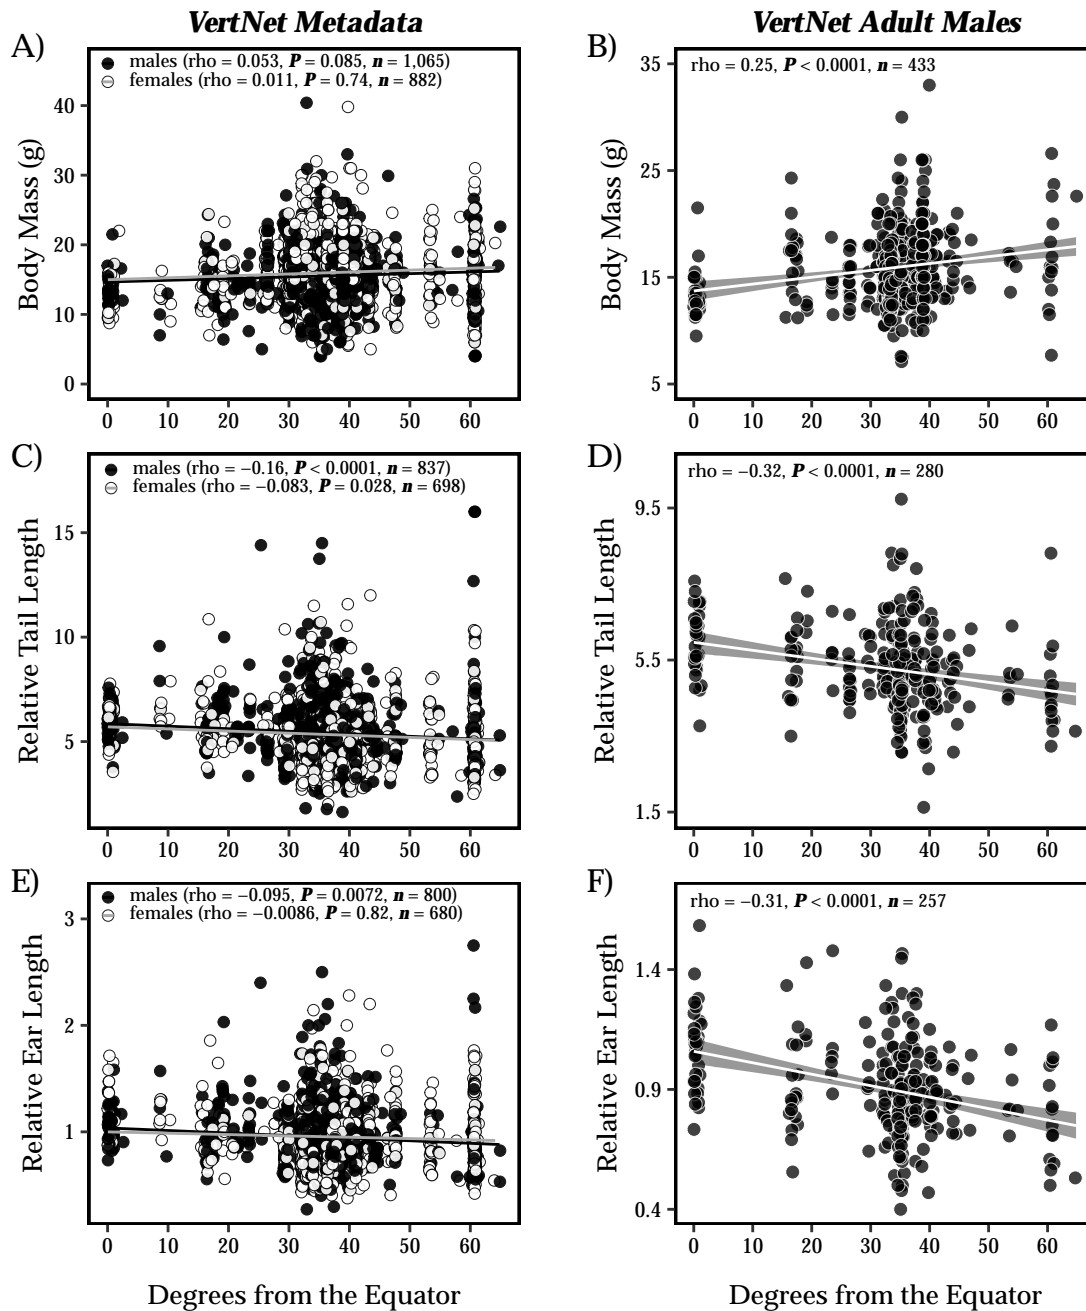 VertNet Metadata
VertNet Adult Males
A)
males (rho = 0.053, P = 0.085, n = 1,065)
females (rho = 0.011, P = 0.74, n = 882)
Body Mass (g)
40
30
20
10
0
0 10 20 30 40 50 60
B)
rho = 0.25, P < 0.0001, n = 433
Body Mass (g)
35
25
15
5
0 10 20 30 40 50 60
C)
males (rho = −0.16, P < 0.0001, n = 837)
females (rho = −0.083, P = 0.028, n = 698)
Relative Tail Length
15
10
5
0 10 20 30 40 50 60
D)
rho = −0.32, P < 0.0001, n = 280
Relative Tail Length
9.5
5.5
1.5
0 10 20 30 40 50 60
E)
males (rho = −0.095, P = 0.0072, n = 800)
females (rho = −0.0086, P = 0.82, n = 680)
Relative Ear Length
3
2
1
0 10 20 30 40 50 60
Degrees from the Equator
F)
rho = −0.31, P < 0.0001, n = 257
Relative Ear Length
1.4
0.9
0.4
0 10 20 30 40 50 60
Degrees from the Equator